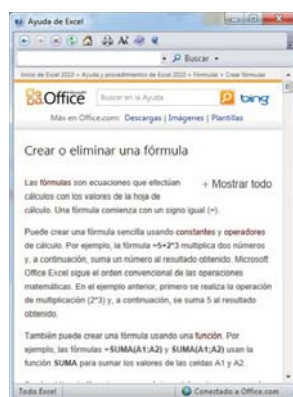 Ayuda de Excel
Buscar
Inicio de Excel 2010 > Ayuda y procedimientos de Excel 2010 > Fórmulas > Crear fórmulas
Office
Buscar en la Ayuda
bing
Más en Office.com: Descargas | Imágenes | Plantillas
Crear o eliminar una fórmula
Las fórmulas son ecuaciones que efectúan
+ Mostrar todo
cálculos con los valores de la hoja de
cálculo. Una fórmula comienza con un signo igual (=).
Puede crear una fórmula sencilla usando constantes y operadores
de cálculo. Por ejemplo, la fórmula =5+2*3 multiplica dos números
y, a continuación, suma un número al resultado obtenido. Microsoft
Office Excel sigue el orden convencional de las operaciones
matemáticas. En el ejemplo anterior, primero se realiza la operación
de multiplicación (2*3) y, a continuación, se suma 5 al resultado
obtenido.
También puede crear una fórmula usando una función. Por
ejemplo, las fórmulas =SUMA(A1:A2) y SUMA(A1;A2) usan la
función SUMA para sumar los valores de las celdas A1 y A2.
Todo Excel
Conectado a Office.com